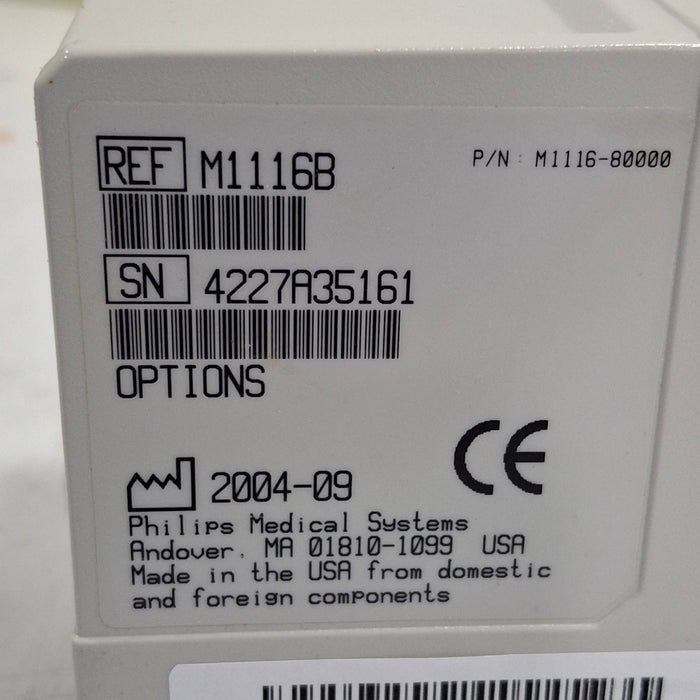 REF M1116B
P/N: M1116-80000
SN 4227A35161
OPTIONS
CE
2004-09
Philips Medical Systems
Andover, MA 01810-1099 USA
Made in the USA from domestic
and foreign components